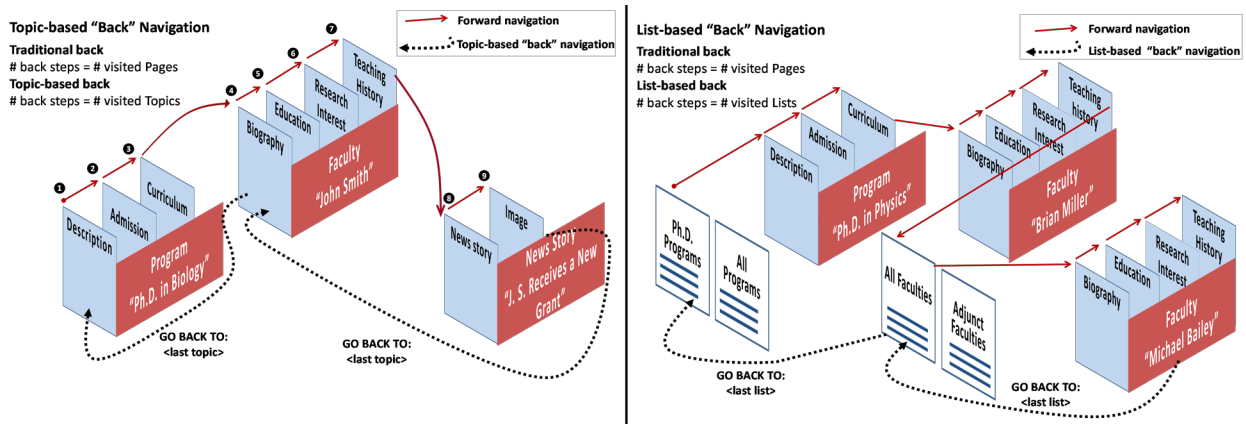 Topic-based “Back” Navigation
Traditional back
# back steps = # visited Pages
Topic-based back
# back steps = # visited Topics
Forward navigation
Topic-based “back” navigation
1
2
3
4
5
6
7
8
9
Description
Admission
Curriculum
Program
“Ph.D. in Biology”
Biography
Education
Research
Interest
Teaching
History
Faculty
“John Smith”
News story
Image
News Story
“J. S. Receives a New
Grant”
GO BACK TO:
<last topic>
GO BACK TO:
<last topic>
List-based “Back” Navigation
Traditional back
# back steps = # visited Pages
List-based back
# back steps = # visited Lists
Forward navigation
List-based “back” navigation
Ph.D.
Programs
All
Programs
Description
Admission
Curriculum
Program
“Ph.D. in Physics”
Biography
Education
Research
Interest
Teaching
history
Faculty
“Brian Miller”
All Faculties
Adjunct
Faculties
Biography
Education
Research
Interest
Teaching
History
Faculty
“Michael Bailey”
GO BACK TO:
<last list>
GO BACK TO:
<last list>